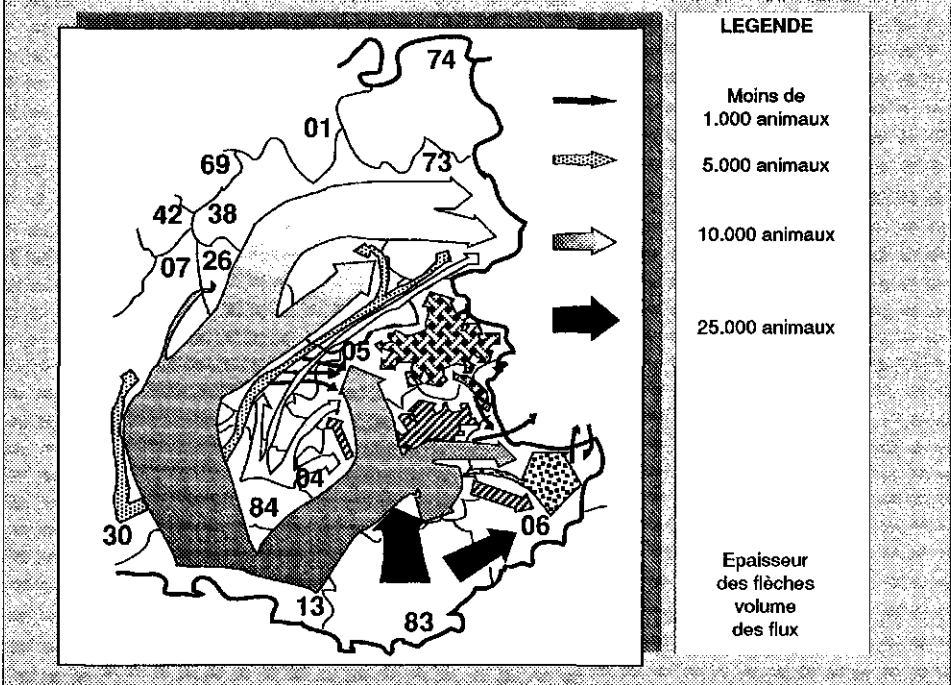 74
01
73
69
42
38
07
26
05
04
84
30
06
13
83
LEGENDE
Moins de
1.000 animaux
5.000 animaux
10.000 animaux
25.000 animaux
Epaisseur
des flèches
volume
des flux